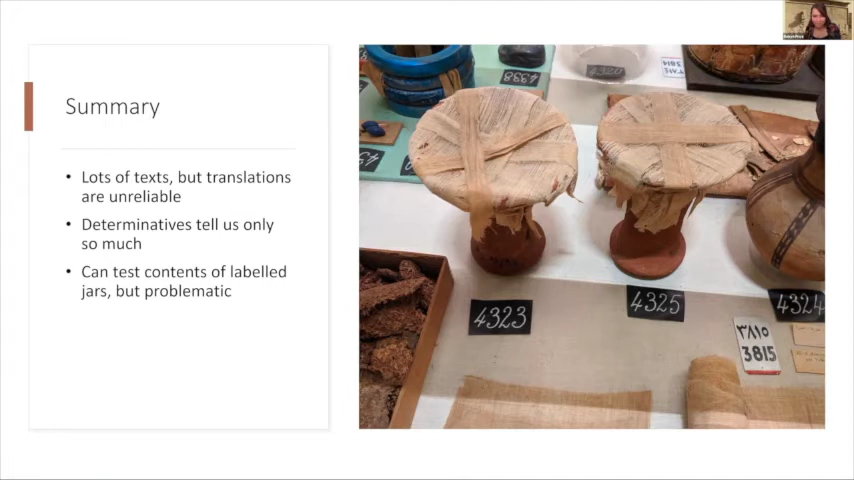 Summary
• Lots of texts, but translations
are unreliable
• Determinatives tell us only
so much
• Can test contents of labelled
jars, but problematic
4320
4323
4325
4324
٣٨١٥
3815